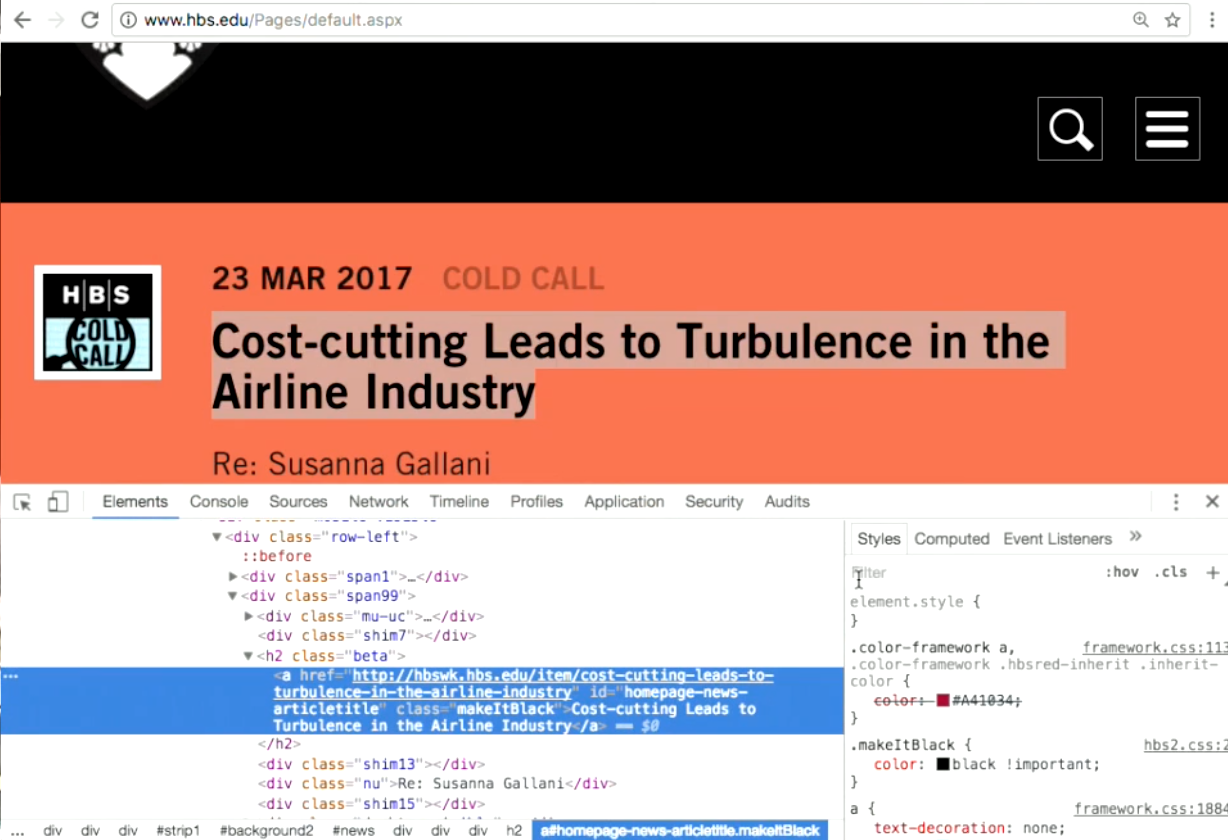 www.hbs.edu/Pages/default.aspx
23 MAR 2017 COLD CALL
H|B|S
COLD
CALL
Cost-cutting Leads to Turbulence in the
Airline Industry
Re: Susanna Gallani
Elements Console Sources Network Timeline Profiles Application Security Audits
▼<div class="row-left">
::before
▶<div class="span1">…</div>
▼<div class="span99">
▶<div class="mu-uc">…</div>
<div class="shim7"></div>
▼<h2 class="beta">
<a href="http://hbswk.hbs.edu/item/cost-cutting-leads-to-
turbulence-in-the-airline-industry" id="homepage-news-
articletitle" class="makeItBlack">Cost-cutting Leads to
Turbulence in the Airline Industry</a> == $0
</h2>
<div class="shim13"></div>
<div class="nu">Re: Susanna Gallani</div>
<div class="shim15"></div>
... div div div #strip1 #background2 #news div div div h2 a#homepage-news-articletitle.makeItBlack
Styles Computed Event Listeners »
Filter :hov .cls +
element.style {
}
.color-framework a, framework.css:113
.color-framework .hbsred-inherit .inherit-
color {
color: #A41034;
}
.makeItBlack { hbs2.css:2
color: black !important;
}
a { framework.css:1884
text-decoration: none;